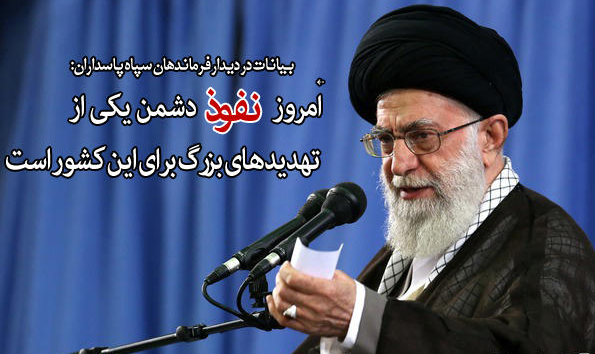 بیانات در دیدار فرماندهان سپاه پاسداران:
امروز نفوذ دشمن یکی از
تهدیدهای بزرگ برای این کشور است